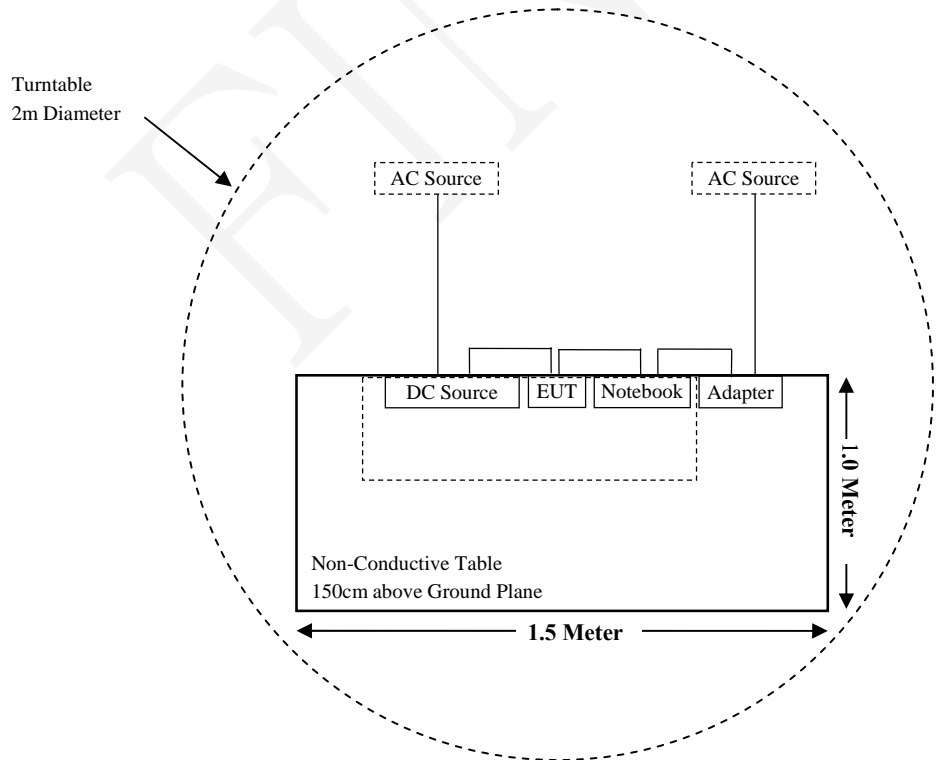 Turntable
2m Diameter
AC Source
AC Source
DC Source
EUT
Notebook
Adapter
1.0 Meter
Non-Conductive Table
150cm above Ground Plane
1.5 Meter